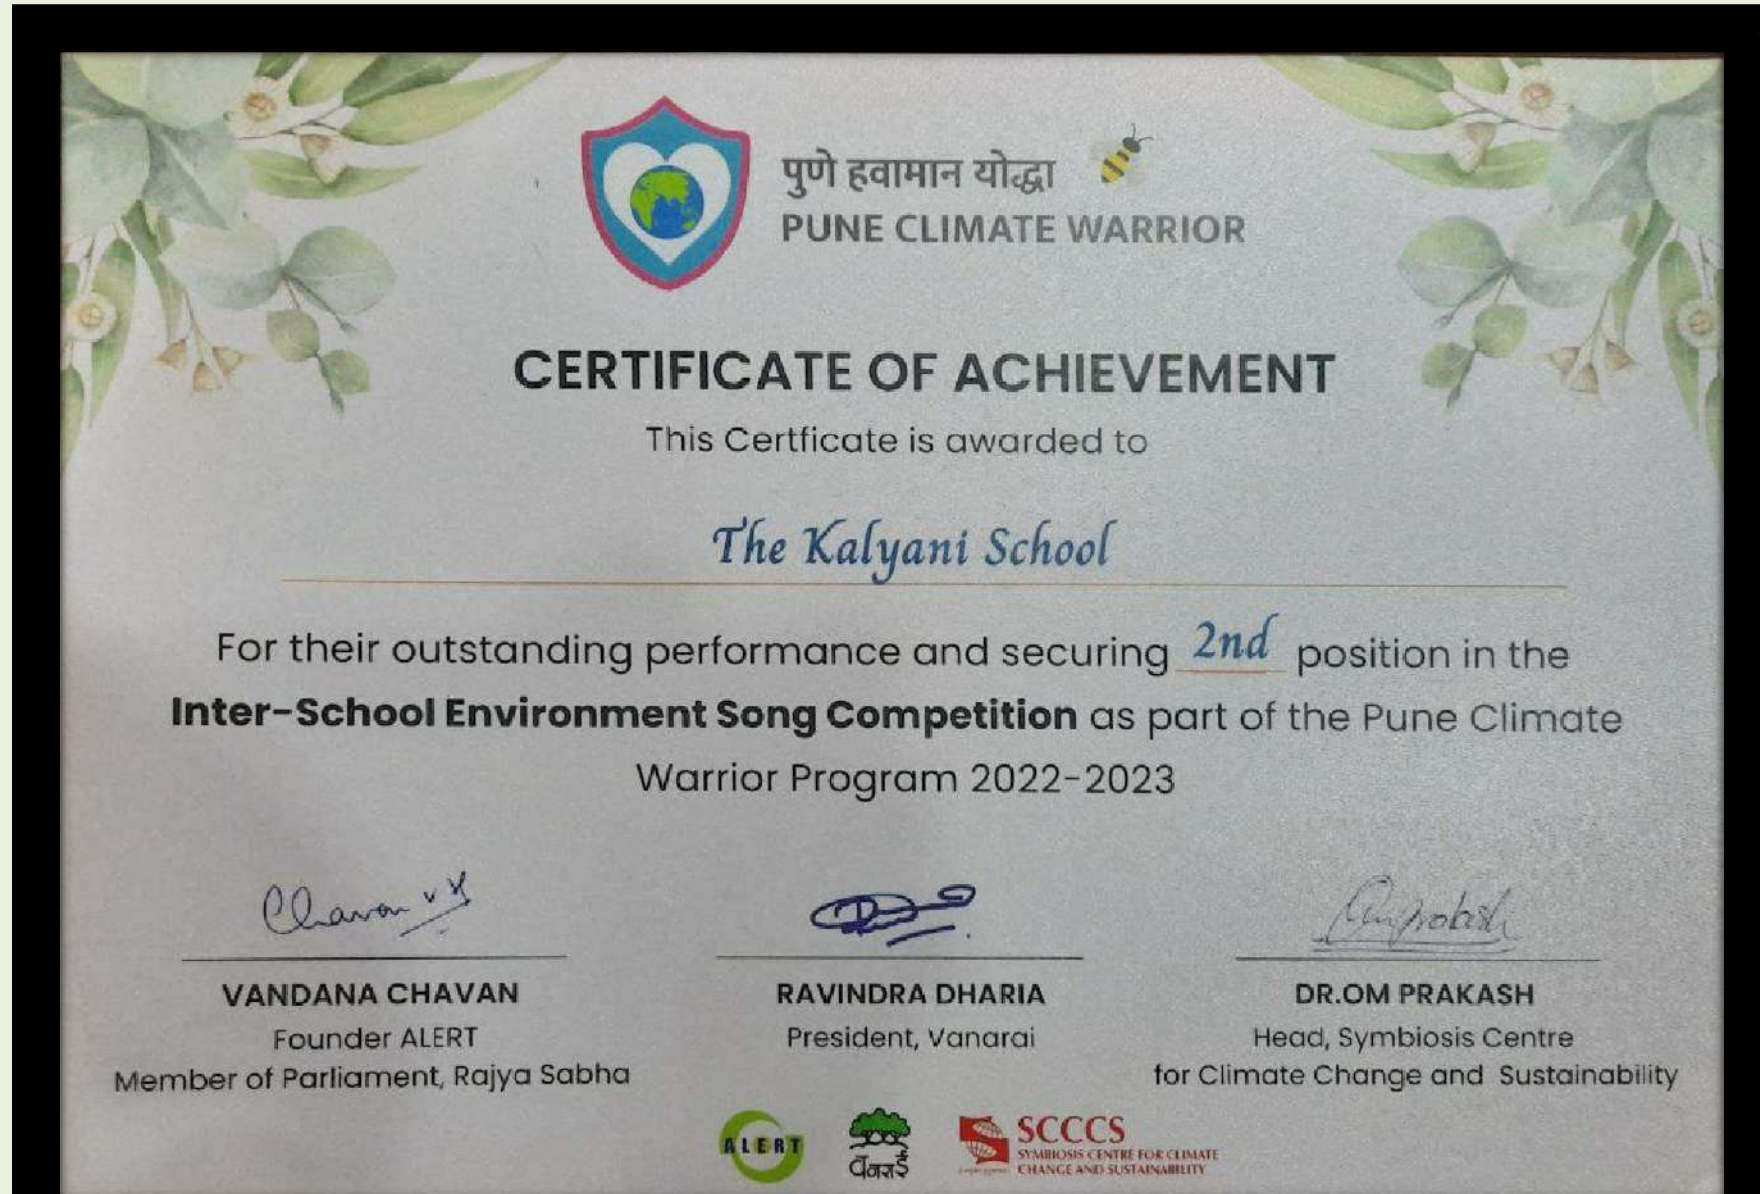 पुणे हवामान योद्धा
PUNE CLIMATE WARRIOR
CERTIFICATE OF ACHIEVEMENT
This Certficate is awarded to
The Kalyani School
For their outstanding performance and securing 2nd position in the
Inter-School Environment Song Competition as part of the Pune Climate
Warrior Program 2022-2023
Chavan
VANDANA CHAVAN
Founder ALERT
Member of Parliament, Rajya Sabha
RAVINDRA DHARIA
President, Vanarai
Omprakash
DR.OM PRAKASH
Head, Symbiosis Centre
for Climate Change and Sustainability
ALERT
वनराई
SCCCS
SYMBIOSIS CENTRE FOR CLIMATE
CHANGE AND SUSTAINABILITY